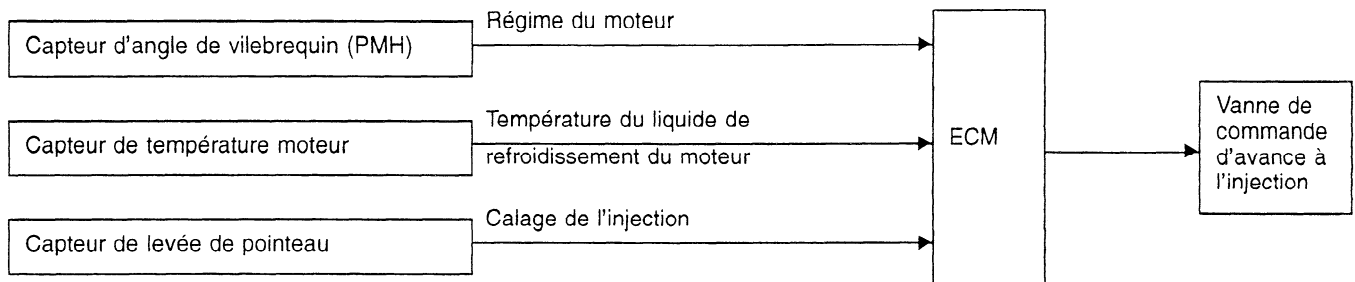 Capteur d'angle de vilebrequin (PMH)
Régime du moteur
Capteur de température moteur
Température du liquide de
refroidissement du moteur
Capteur de levée de pointeau
Calage de l'injection
ECM
Vanne de
commande
d'avance à
l'injection